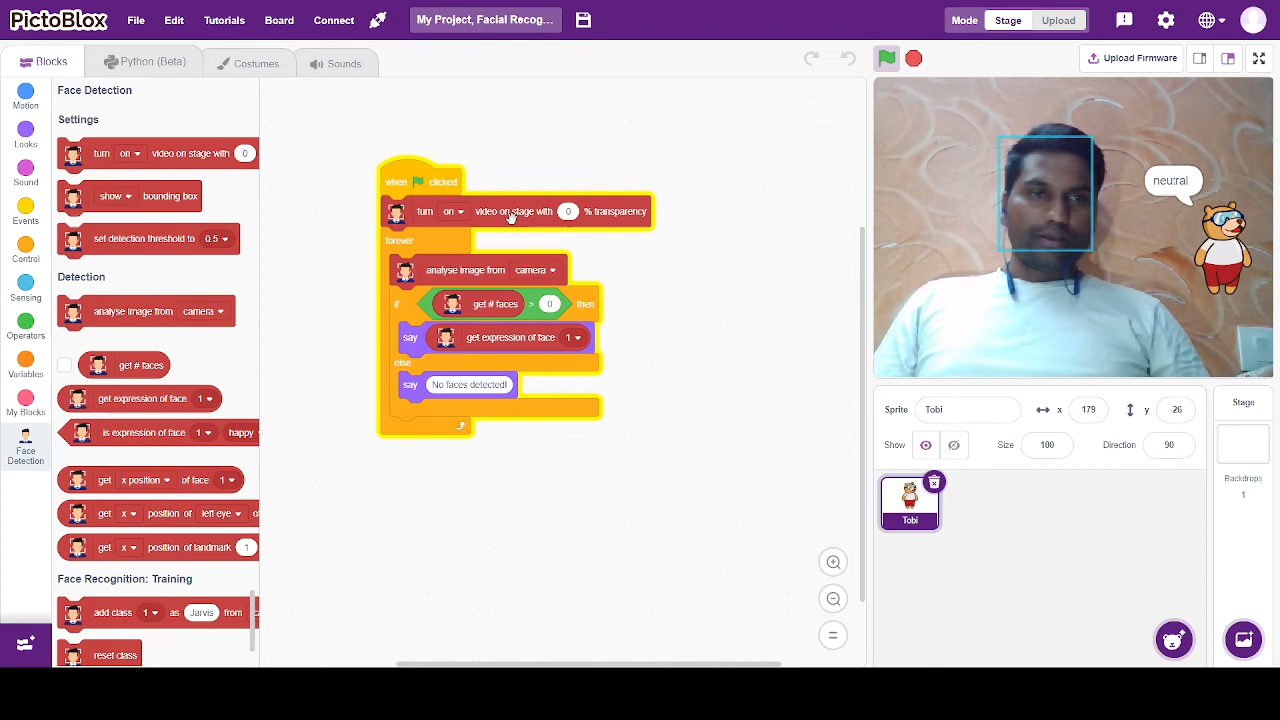 PictoBlox File Edit Tutorials Board Connect My Project, Facial Recog... Mode Stage Upload
Blocks Python (Beta Costumes Sounds Upload Firmware
Motion
Looks
Sound
Events
Control
Sensing
Operators
Variables
My Blocks
Face
Detection
Face Detection
Settings
turn on video on stage with 0
show bounding box
set detection threshold to 0.5
Detection
analyse image from camera
get # faces
get expression of face 1
is expression of face 1 happy
get x position of face 1
get x position of left eye of
get x position of landmark 1
Face Recognition: Training
add class 1 as Jarvis from
reset class
when clicked
turn on video on stage with 0 % transparency
forever
analyse image from camera
if get # faces > 0 then
say get expression of face 1
else
say No faces detected!
neutral
Sprite Tobi x 179 y -26
Show Size 100 Direction 90
Tobi
Stage
Backdrops
1